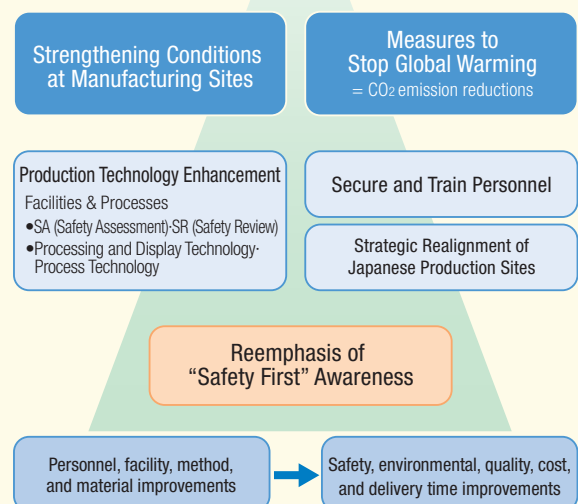 Strengthening Conditions
at Manufacturing Sites
Measures to
Stop Global Warming
= CO2 emission reductions
Production Technology Enhancement
Facilities & Processes
●SA (Safety Assessment)·SR (Safety Review)
●Processing and Display Technology·
Process Technology
Secure and Train Personnel
Strategic Realignment of
Japanese Production Sites
Reemphasis of
“Safety First” Awareness
Personnel, facility, method,
and material improvements
Safety, environmental, quality, cost,
and delivery time improvements